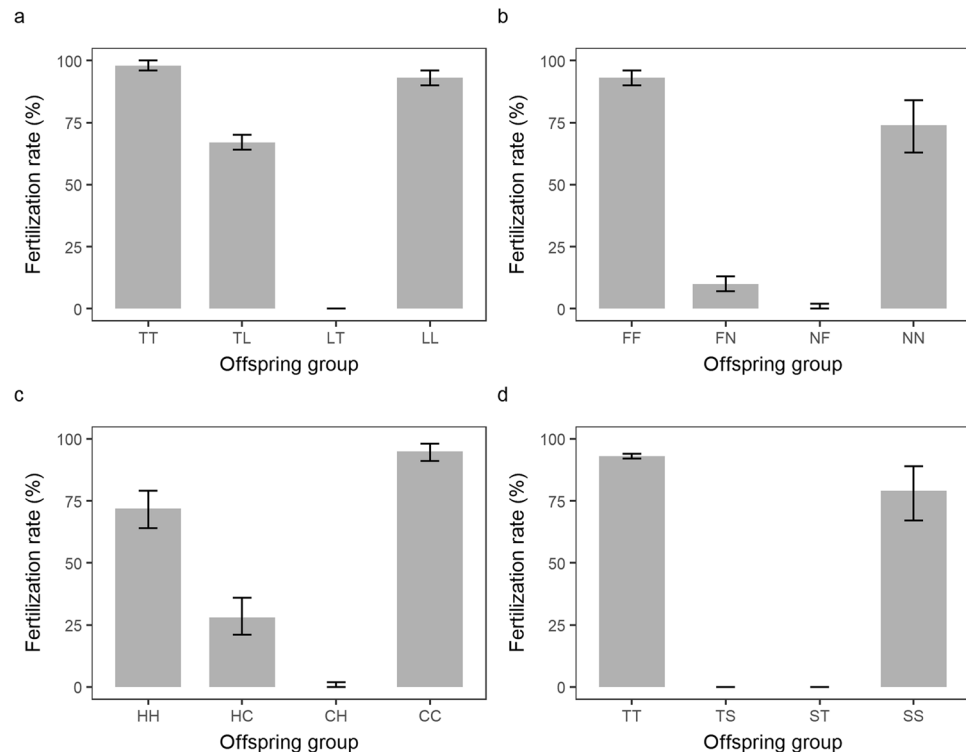 a
Fertilization rate (%)
100
75
50
25
0
TT TL LT LL
Offspring group
b
Fertilization rate (%)
100
75
50
25
0
FF FN NF NN
Offspring group
c
Fertilization rate (%)
100
75
50
25
0
HH HC CH CC
Offspring group
d
Fertilization rate (%)
100
75
50
25
0
TT TS ST SS
Offspring group